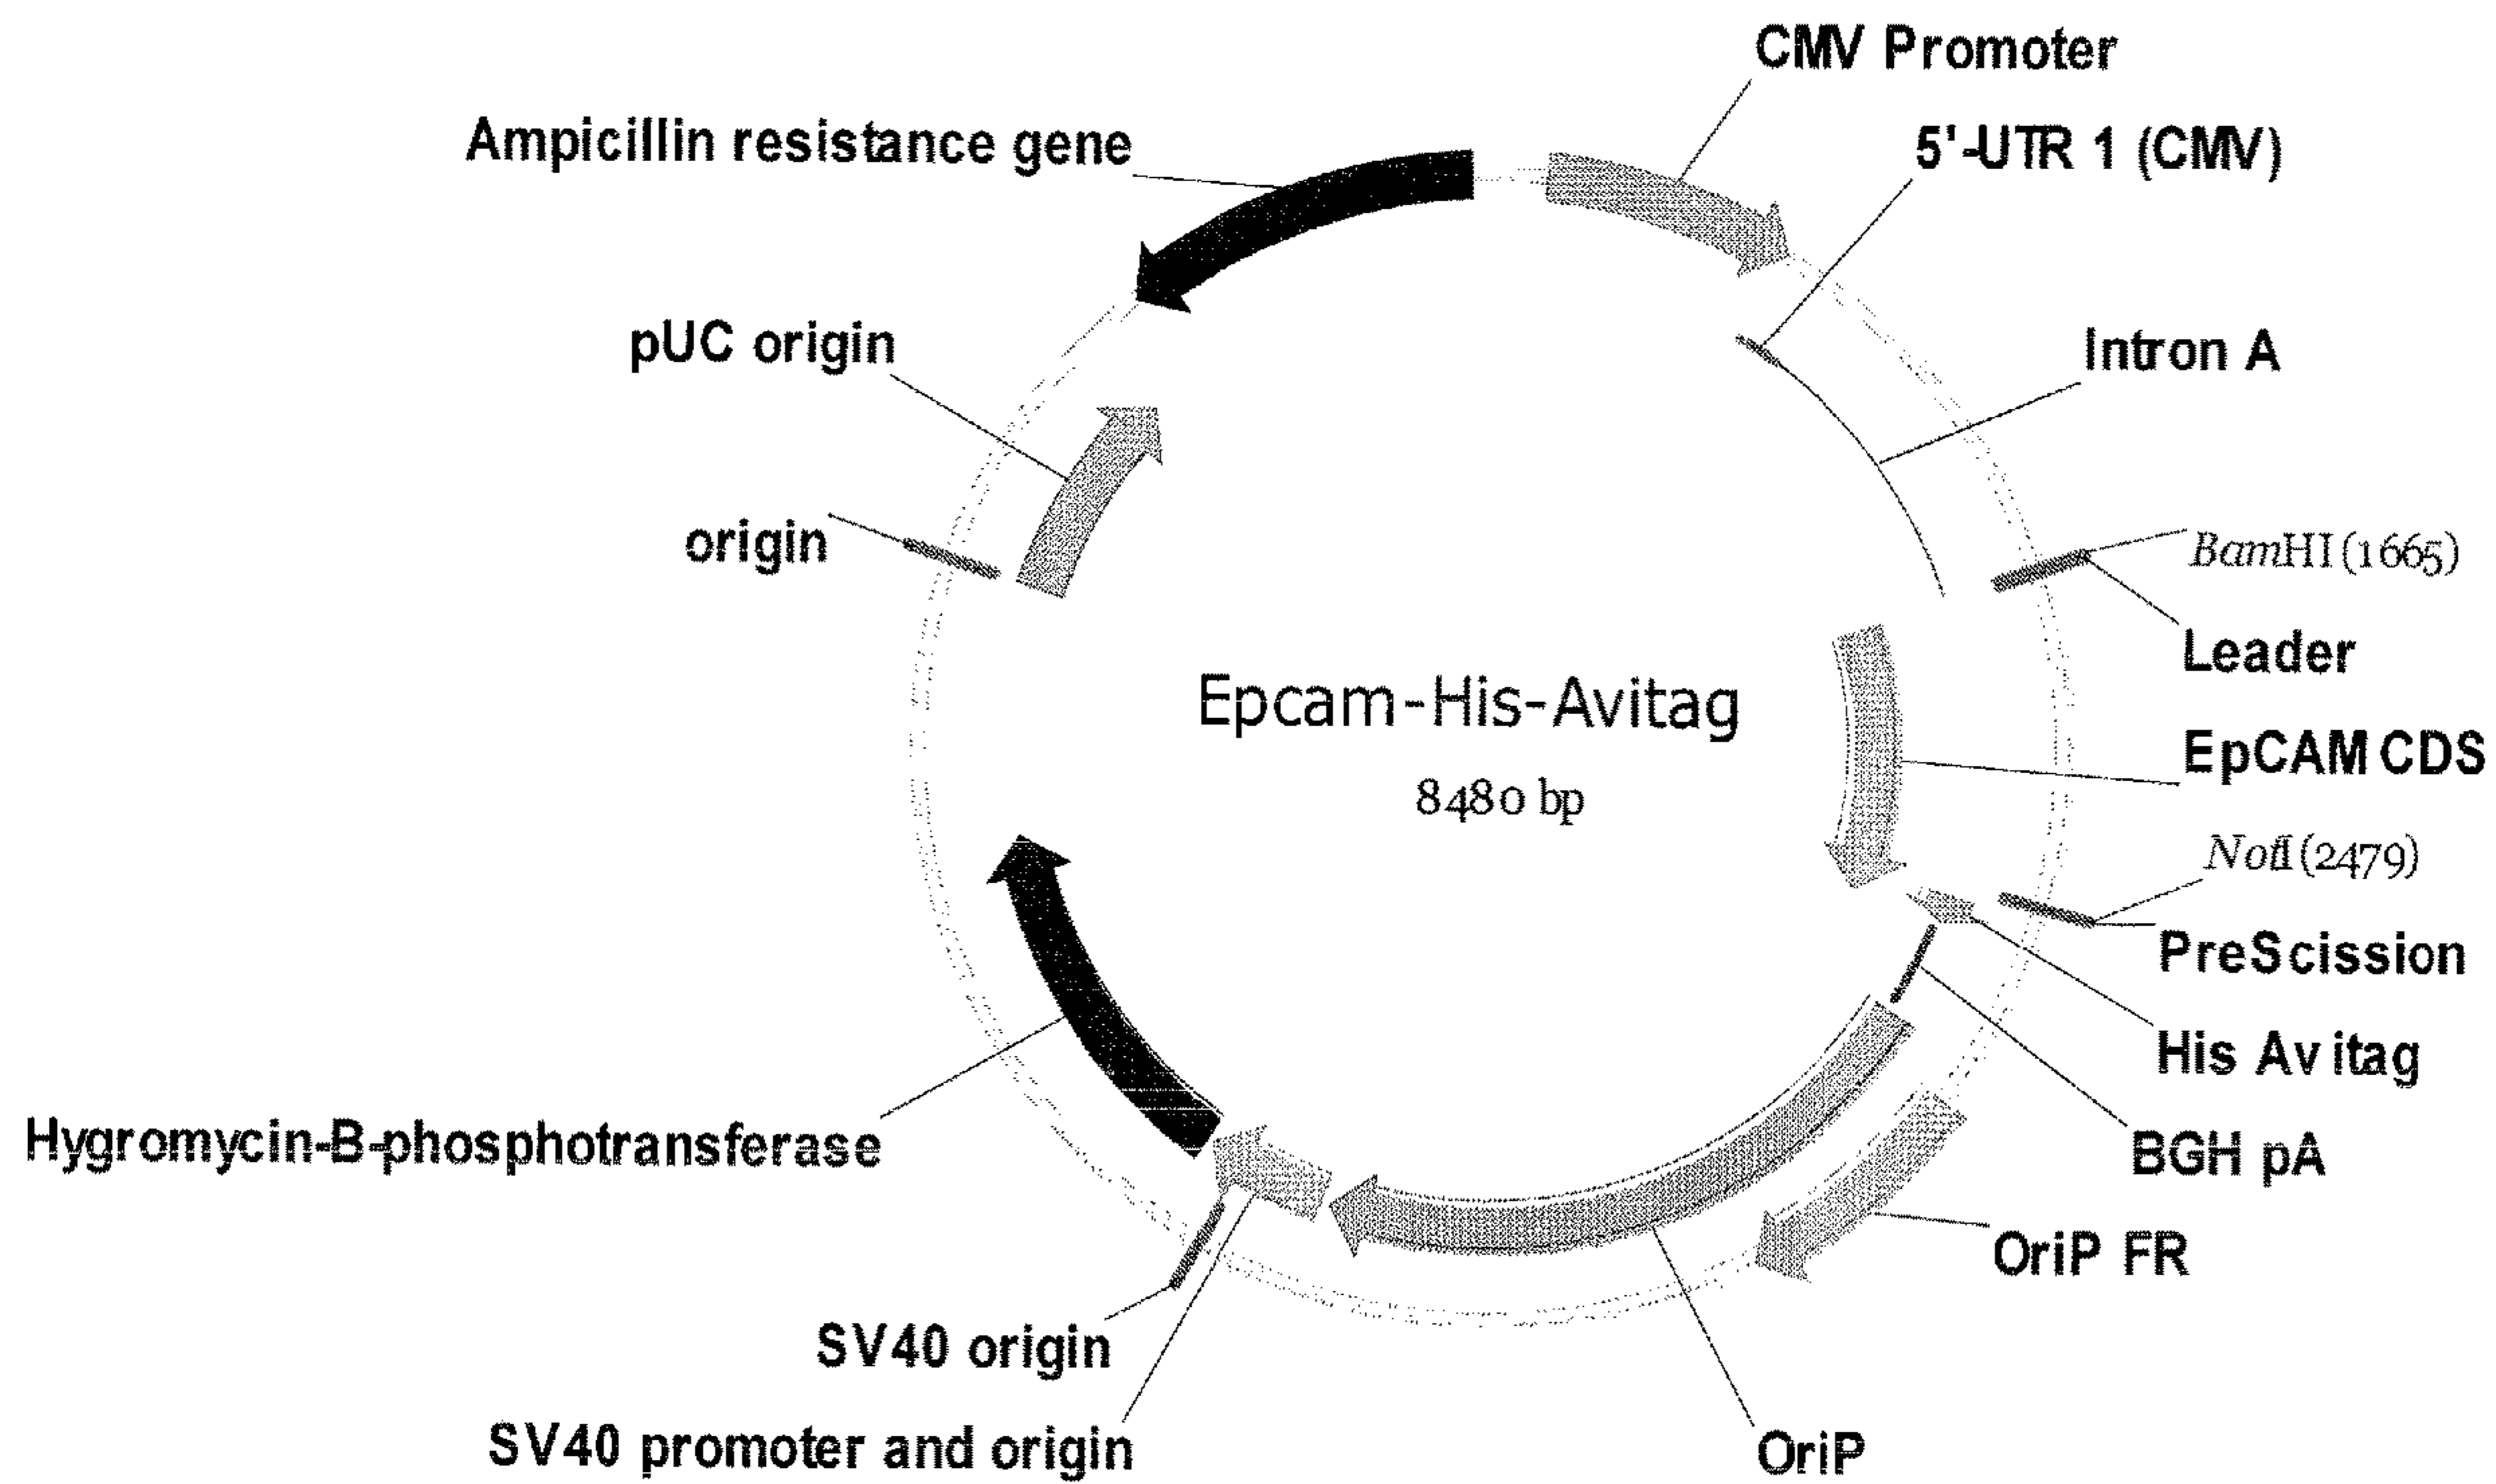 CMV Promoter
Ampicillin resistance gene
5'-UTR 1 (CMV)
pUC origin
Intron A
origin
BamHI (1665)
Leader
Epcam-His-Avitag
EpCAM CDS
8480 bp
NotI (2479)
PreScission
His Avitag
Hygromycin-B-phosphotransferase
BGH pA
OriP FR
SV40 origin
SV40 promoter and origin
OriP